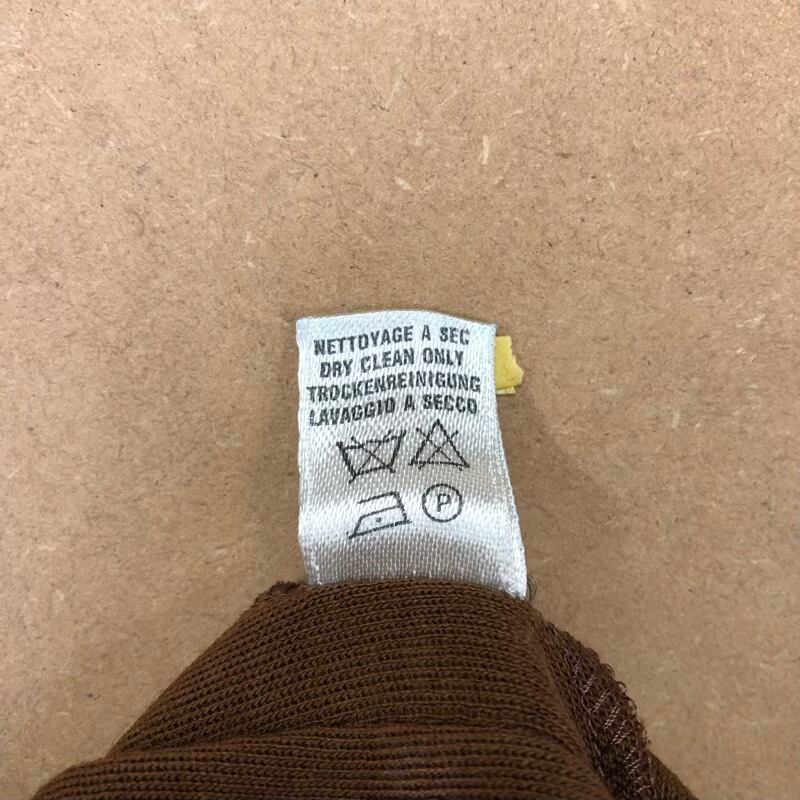 NETTOYAGE A SEC
DRY CLEAN ONLY
TROCKENREINIGUNG
LAVAGGIO A SECCO
P